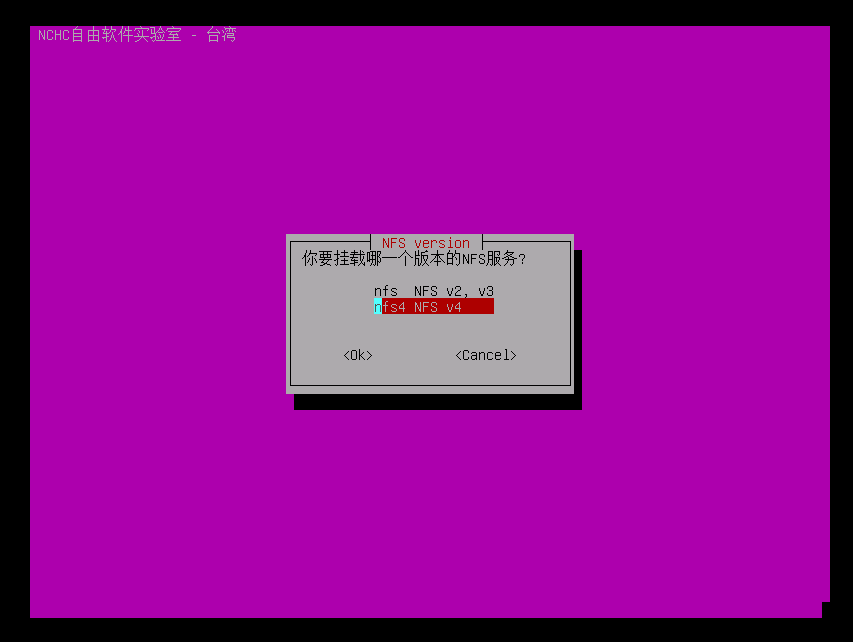 NCHC自由软件实验室 - 台湾
NFS version
你要挂载哪一个版本的NFS服务?
nfs  NFS v2, v3
nfs4 NFS v4
<Ok> <Cancel>